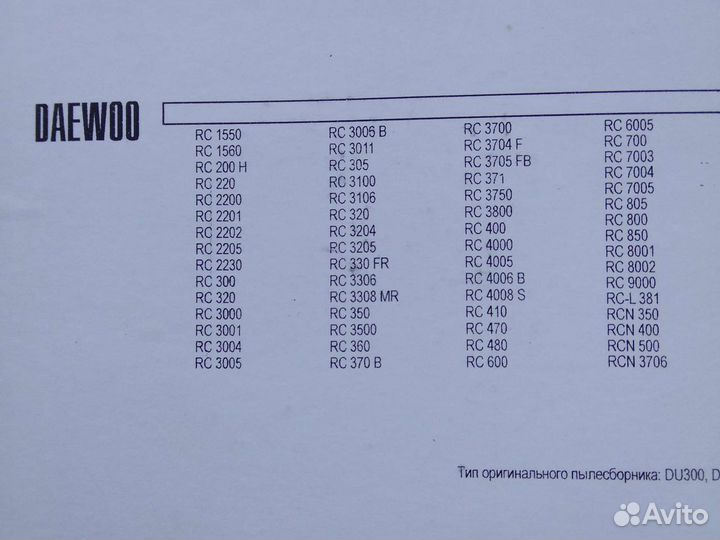 DAEWOO
RC 1550
RC 1560
RC 200 H
RC 220
RC 2200
RC 2201
RC 2202
RC 2205
RC 2230
RC 300
RC 320
RC 3000
RC 3001
RC 3004
RC 3005
RC 3006 B
RC 3011
RC 305
RC 3100
RC 3106
RC 320
RC 3204
RC 3205
RC 330 FR
RC 3306
RC 3308 MR
RC 350
RC 3500
RC 360
RC 370 B
RC 3700
RC 3704 F
RC 3705 FB
RC 371
RC 3750
RC 3800
RC 400
RC 4000
RC 4005
RC 4006 B
RC 4008 S
RC 410
RC 470
RC 480
RC 600
RC 6005
RC 700
RC 7003
RC 7004
RC 7005
RC 805
RC 800
RC 850
RC 8001
RC 8002
RC 9000
RC-L 381
RCN 350
RCN 400
RCN 500
RCN 3706
Тип оригинального пылесборника: DU300, D
Avito